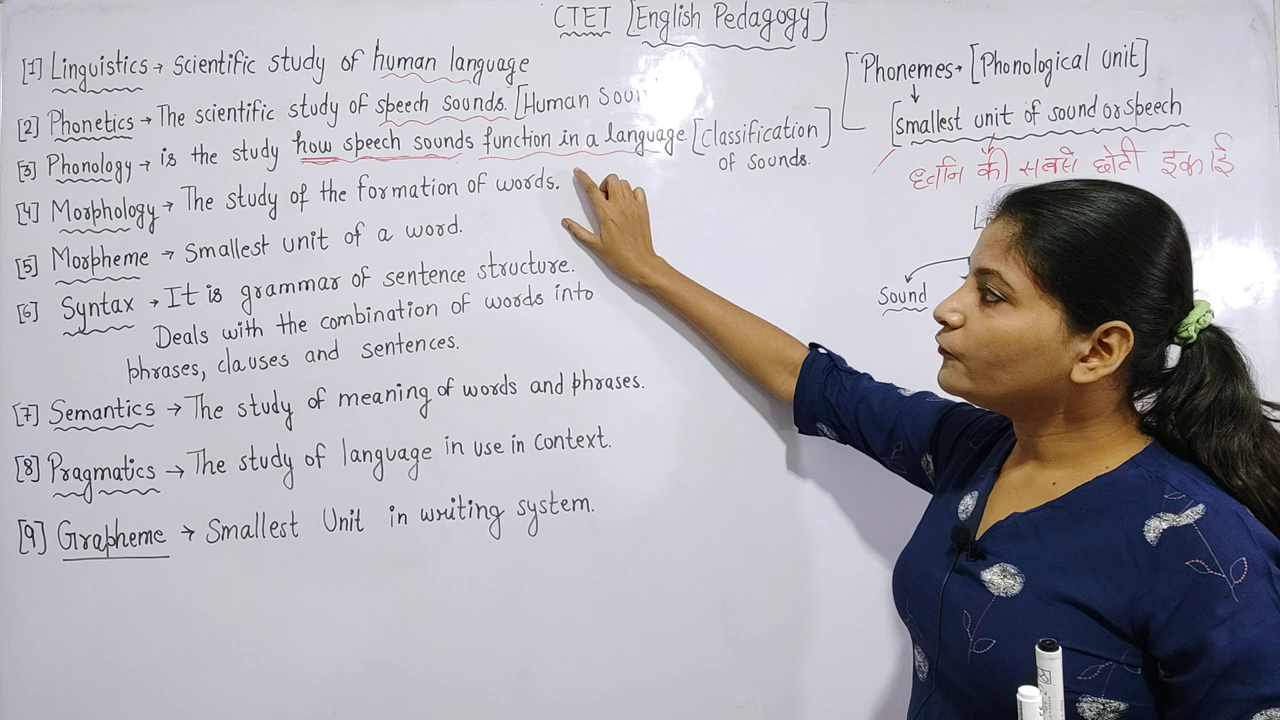 CTET [English Pedagogy]
[1] Linguistics → Scientific study of human language
[2] Phonetics → The scientific study of speech sounds. [Human
[3] Phonology → is the study how speech sounds function in a language [Classification of sounds.]
[4] Morphology → The study of the formation of words.
[5] Morpheme → Smallest unit of a word.
[6] Syntax → It is grammar of sentence structure.
Deals with the combination of words into
phrases, clauses and sentences.
[7] Semantics → The study of meaning of words and phrases.
[8] Pragmatics → The study of language in use in context.
[9] Grapheme → Smallest Unit in writing system.
Phonemes → [Phonological Unit]
↓
[smallest unit of sound or speech
ध्वनि की सबसे छोटी इकाई
Sound